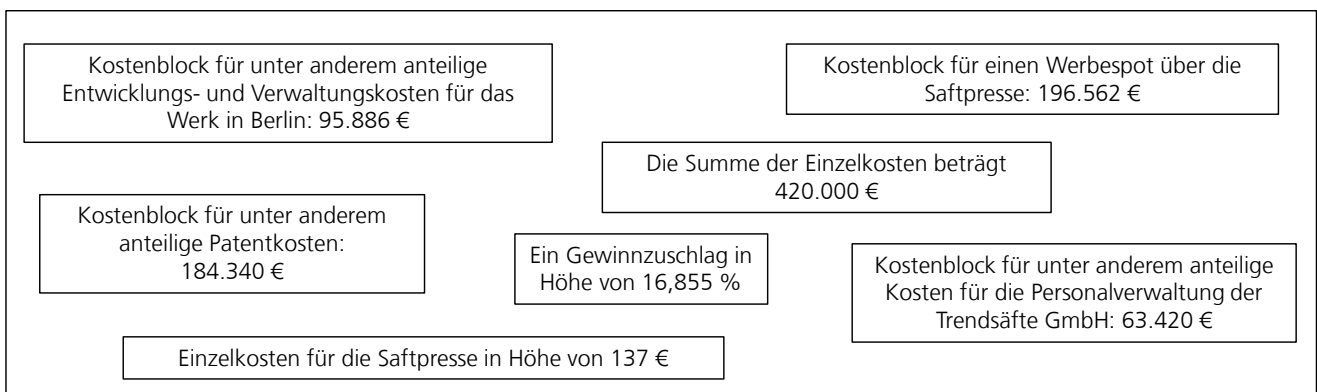 Kostenblock für unter anderem anteilige
Entwicklungs- und Verwaltungskosten für das
Werk in Berlin: 95.886 €
Kostenblock für einen Werbespot über die
Saftpresse: 196.562 €
Die Summe der Einzelkosten beträgt
420.000 €
Kostenblock für unter anderem
anteilige Patentkosten:
184.340 €
Ein Gewinnzuschlag in
Höhe von 16,855 %
Kostenblock für unter anderem anteilige
Kosten für die Personalverwaltung der
Trendsäfte GmbH: 63.420 €
Einzelkosten für die Saftpresse in Höhe von 137 €